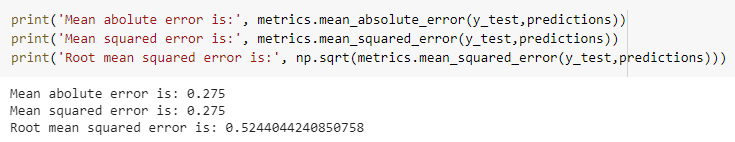 print('Mean abolute error is:', metrics.mean_absolute_error(y_test,predictions))
print('Mean squared error is:', metrics.mean_squared_error(y_test,predictions))
print('Root mean squared error is:', np.sqrt(metrics.mean_squared_error(y_test,predictions)))
Mean abolute error is: 0.275
Mean squared error is: 0.275
Root mean squared error is: 0.5244044240850758